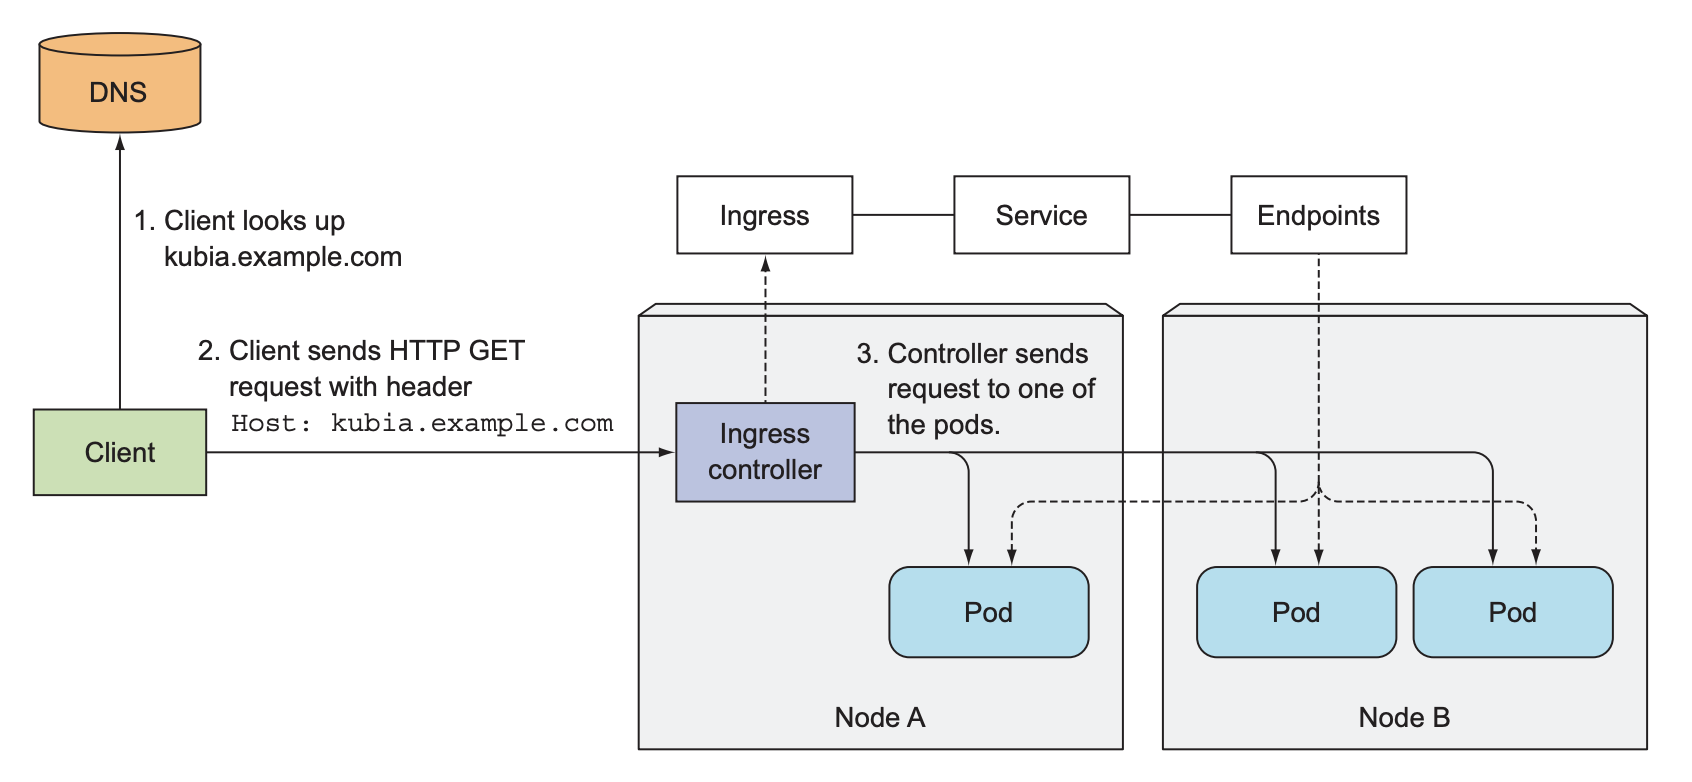 DNS
1. Client looks up
kubia.example.com
Ingress
Service
Endpoints
2. Client sends HTTP GET
request with header
Host: kubia.example.com
3. Controller sends
request to one of
the pods.
Client
Ingress
controller
Pod
Pod
Pod
Node A
Node B